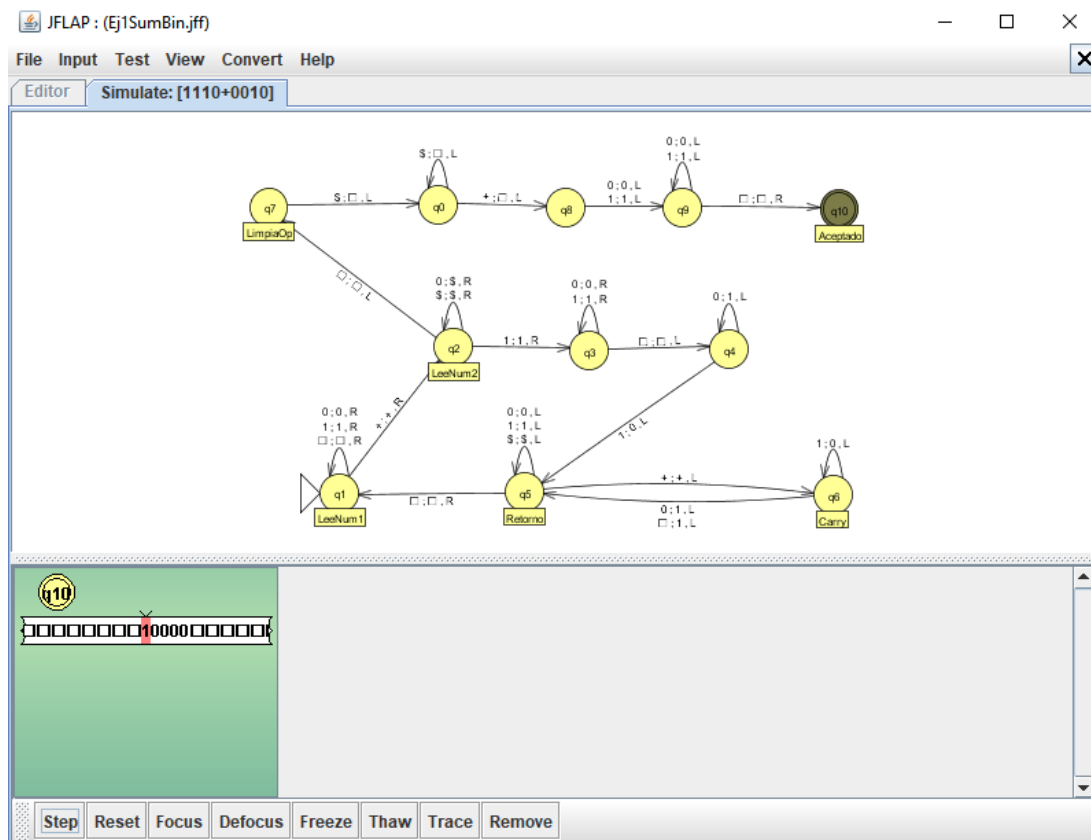 JFLAP : (Ej1SumBin.jff)
File Input Test View Convert Help
Editor Simulate: [1110+0010]
$;□,L
0;0,L
1;1,L
q7
$;□,L
q0
+;□,L
q8
0;0,L
1;1,L
q9
□;□,R
q10
LimpiaOp
Aceptado
□;□,L
0;$,R
$;$,R
q2
LeeNum2
1;1,R
0;0,R
1;1,R
q3
□;□,L
0;1,L
q4
+;+,R
1;0,L
0;0,R
1;1,R
□;□,R
q1
LeeNum1
□;□,R
0;0,L
1;1,L
$;$,L
q5
Retorno
+;+,L
0;1,L
□;1,L
1;0,L
q6
Carry
q10
□□□□□□□□10000□□□□□
Step Reset Focus Defocus Freeze Thaw Trace Remove